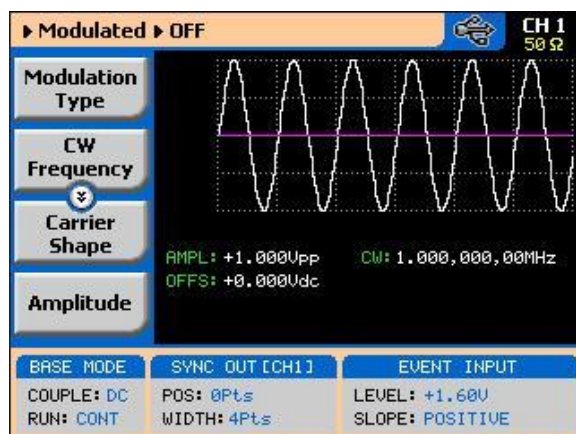 ▸ Modulated ▸ OFF
CH 1
50 Ω
Modulation
Type
CW
Frequency
Carrier
Shape
Amplitude
AMPL: +1.000Vpp CW: 1.000,000,00MHz
OFFS: +0.000Vdc
BASE MODE
COUPLE: DC
RUN: CONT
SYNC OUT [CH1]
POS: 0Pts
WIDTH: 4Pts
EVENT INPUT
LEVEL: +1.60V
SLOPE: POSITIVE